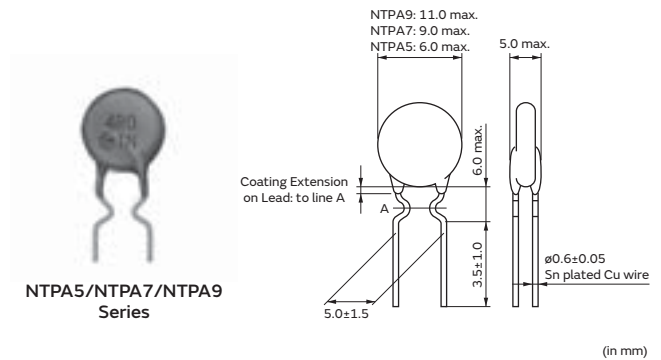 NTPA9: 11.0 max.
NTPA7: 9.0 max.
NTPA5: 6.0 max.
5.0 max.
6.0 max.
Coating Extension
on Lead: to line A
A
3.5±1.0
ø0.6±0.05
Sn plated Cu wire
5.0±1.5
NTPA5/NTPA7/NTPA9
Series
(in mm)